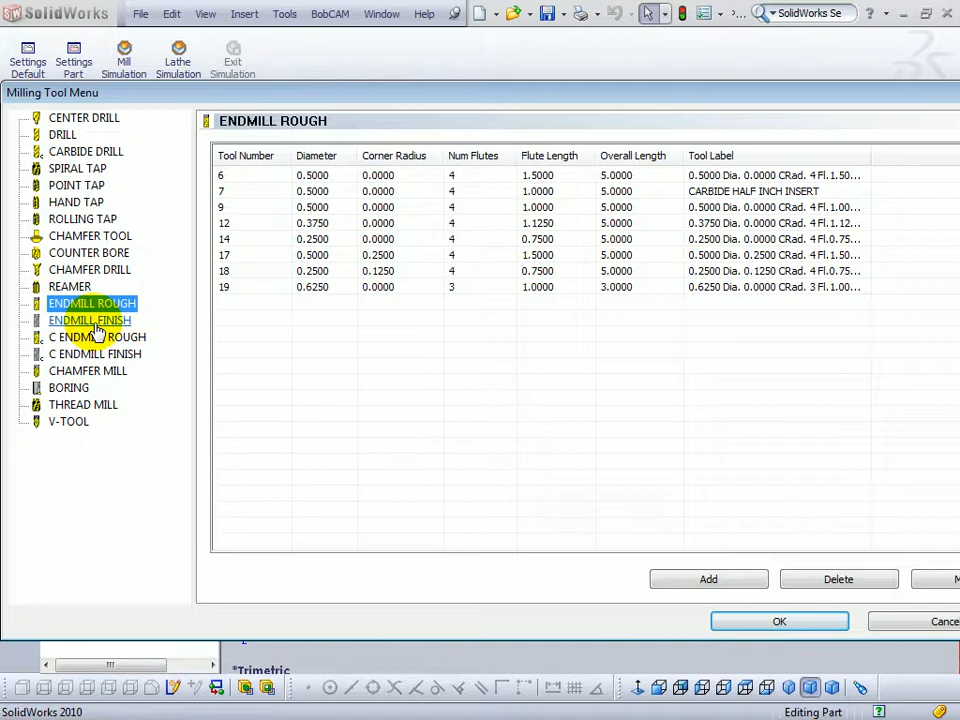 SolidWorks File Edit View Insert Tools BobCAM Window Help ... SolidWorks Se ?
Settings Default
Settings Part
Mill Simulation
Lathe Simulation
Exit Simulation
Milling Tool Menu
CENTER DRILL
DRILL
CARBIDE DRILL
SPIRAL TAP
POINT TAP
HAND TAP
ROLLING TAP
CHAMFER TOOL
COUNTER BORE
CHAMFER DRILL
REAMER
ENDMILL ROUGH
ENDMILL FINISH
C ENDMILL ROUGH
C ENDMILL FINISH
CHAMFER MILL
BORING
THREAD MILL
V-TOOL
ENDMILL ROUGH
Tool Number Diameter Corner Radius Num Flutes Flute Length Overall Length Tool Label
6 0.5000 0.0000 4 1.5000 5.0000 0.5000 Dia. 0.0000 CRad. 4 Fl.1.50...
7 0.5000 0.0000 4 1.0000 5.0000 CARBIDE HALF INCH INSERT
9 0.5000 0.0000 4 1.0000 5.0000 0.5000 Dia. 0.0000 CRad. 4 Fl.1.00...
12 0.3750 0.0000 4 1.1250 5.0000 0.3750 Dia. 0.0000 CRad. 4 Fl.1.12...
14 0.2500 0.0000 4 0.7500 5.0000 0.2500 Dia. 0.0000 CRad. 4 Fl.0.75...
17 0.5000 0.2500 4 1.5000 5.0000 0.5000 Dia. 0.2500 CRad. 4 Fl.1.50...
18 0.2500 0.1250 4 0.7500 5.0000 0.2500 Dia. 0.1250 CRad. 4 Fl.0.75...
19 0.6250 0.0000 3 1.0000 3.0000 0.6250 Dia. 0.0000 CRad. 3 Fl.1.00...
Add Delete M
OK Cance
*Trimetric
SolidWorks 2010 Editing Part ?